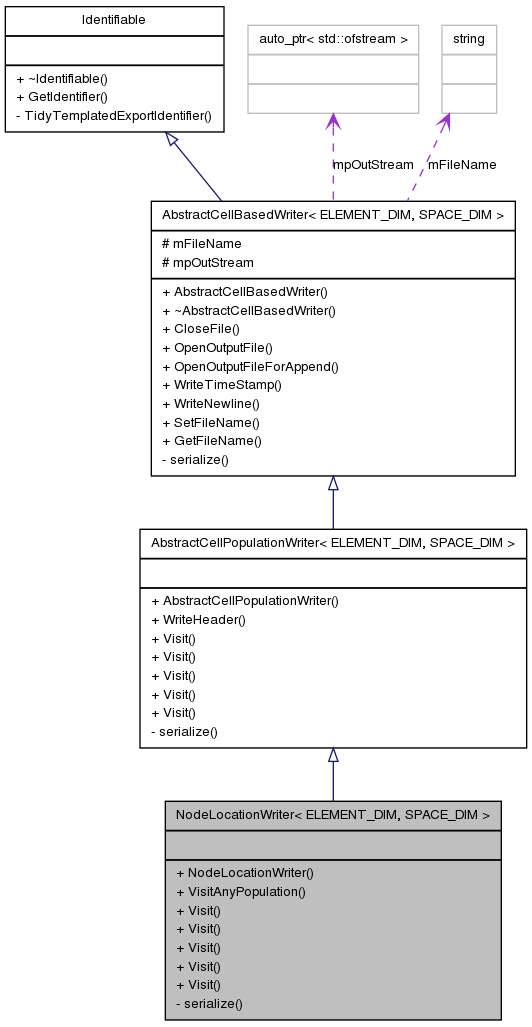 Identifiable
+ ~Identifiable()
+ GetIdentifier()
- TidyTemplatedExportIdentifier()
auto_ptr< std::ofstream >
string
mpOutStream
mFileName
AbstractCellBasedWriter< ELEMENT_DIM, SPACE_DIM >
# mFileName
# mpOutStream
+ AbstractCellBasedWriter()
+ ~AbstractCellBasedWriter()
+ CloseFile()
+ OpenOutputFile()
+ OpenOutputFileForAppend()
+ WriteTimeStamp()
+ WriteNewline()
+ SetFileName()
+ GetFileName()
- serialize()
AbstractCellPopulationWriter< ELEMENT_DIM, SPACE_DIM >
+ AbstractCellPopulationWriter()
+ WriteHeader()
+ Visit()
+ Visit()
+ Visit()
+ Visit()
+ Visit()
- serialize()
NodeLocationWriter< ELEMENT_DIM, SPACE_DIM >
+ NodeLocationWriter()
+ VisitAnyPopulation()
+ Visit()
+ Visit()
+ Visit()
+ Visit()
+ Visit()
- serialize()